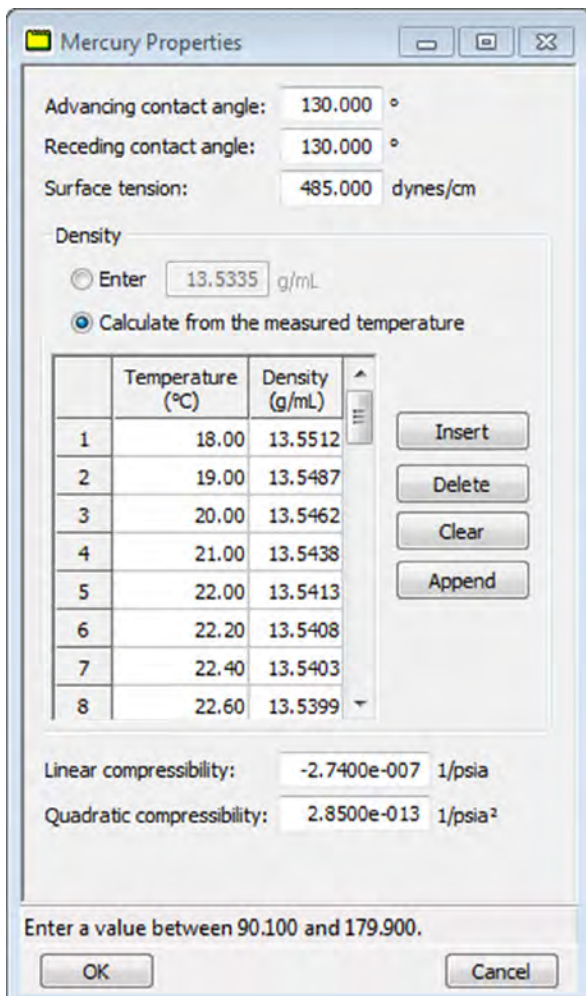 Mercury Properties
Advancing contact angle: 130.000 °
Receding contact angle: 130.000 °
Surface tension: 485.000 dynes/cm
Density
Enter 13.5335 g/mL
Calculate from the measured temperature
Temperature (°C) Density (g/mL)
1 18.00 13.5512
2 19.00 13.5487
3 20.00 13.5462
4 21.00 13.5438
5 22.00 13.5413
6 22.20 13.5408
7 22.40 13.5403
8 22.60 13.5399
Insert
Delete
Clear
Append
Linear compressibility: -2.7400e-007 1/psia
Quadratic compressibility: 2.8500e-013 1/psia²
Enter a value between 90.100 and 179.900.
OK Cancel